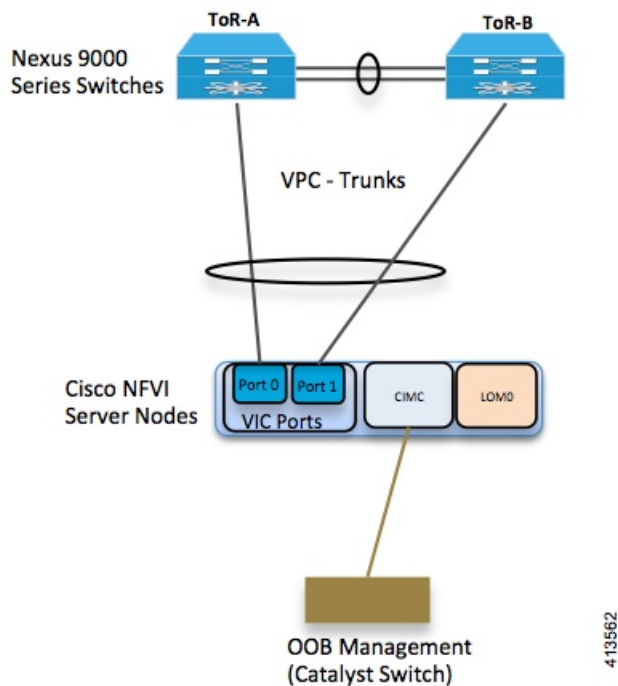 ToR-A
ToR-B
Nexus 9000
Series Switches
VPC - Trunks
Cisco NFVI
Server Nodes
Port 0
Port 1
VIC Ports
CIMC
LOM0
OOB Management
(Catalyst Switch)
413562